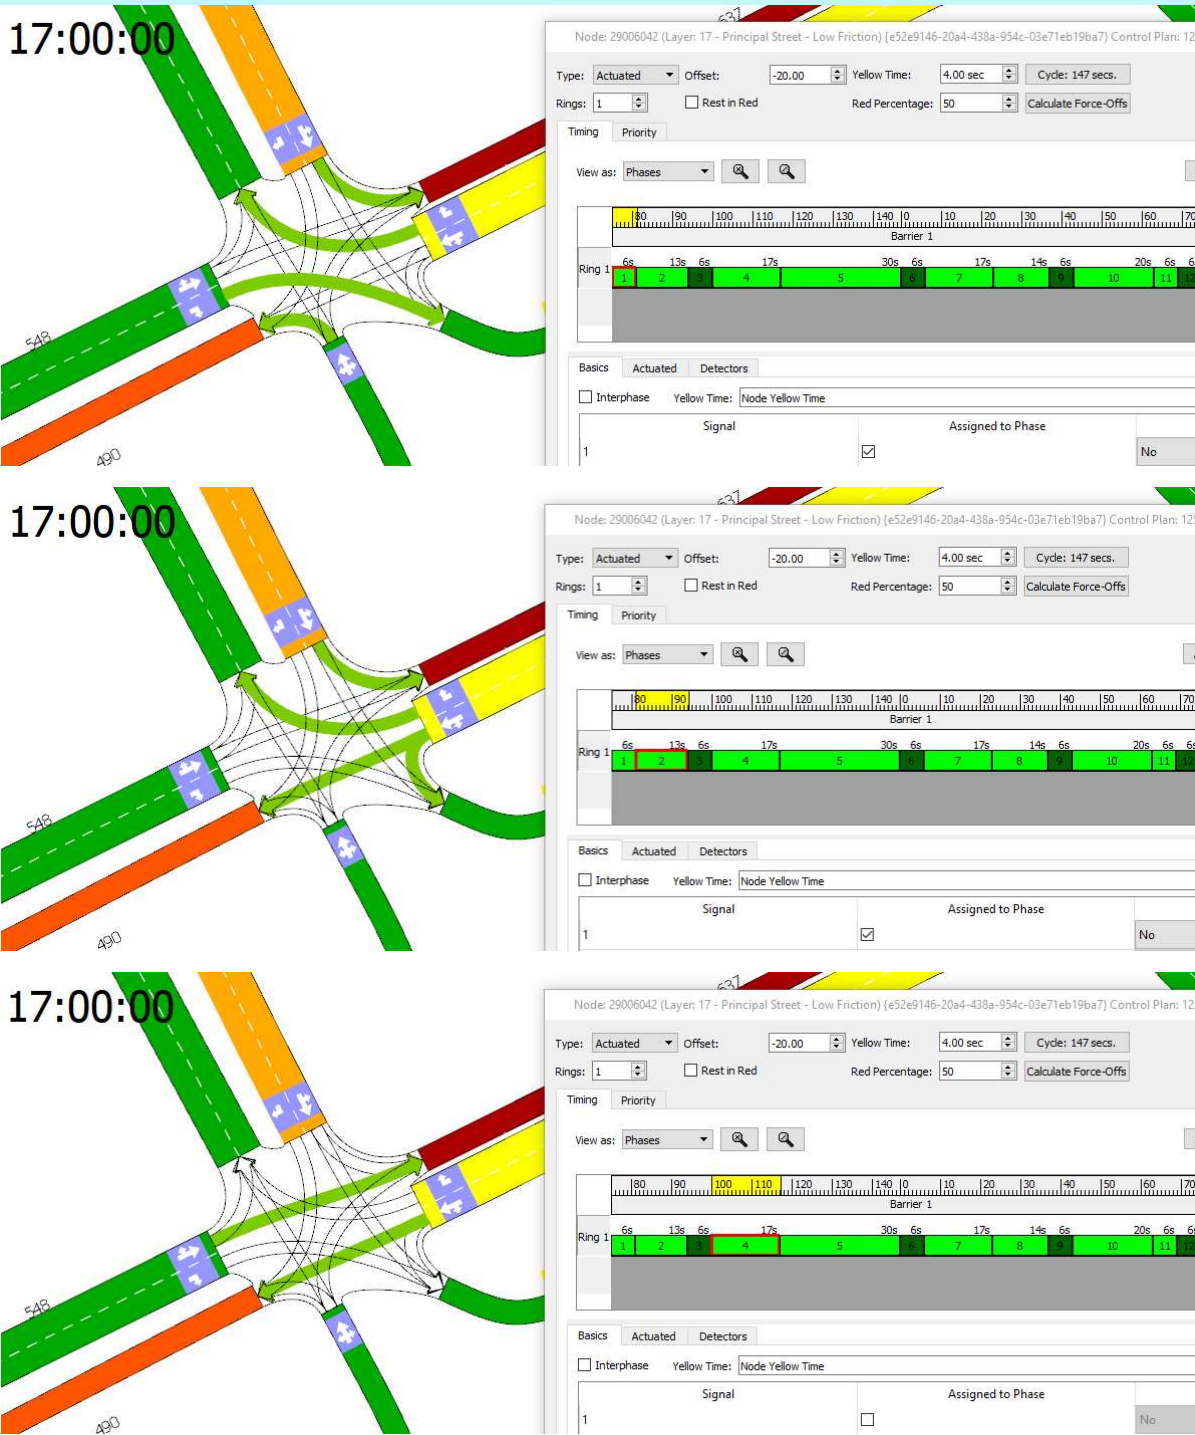 17:00:00
637
Node: 29006042 (Layer: 17 - Principal Street - Low Friction) {e52e9146-20a4-438a-954c-03e71eb19ba7} Control Plan: 12
Type: Actuated Offset: -20.00 Yellow Time: 4.00 sec Cycle: 147 secs.
Rings: 1 Rest in Red Red Percentage: 50 Calculate Force-Offs
Timing Priority
View as: Phases
80 90 100 110 120 130 140 0 10 20 30 40 50 60 70
Barrier 1
6s 13s 6s 17s 30s 6s 17s 14s 6s 20s 6s 6
Ring 1 1 2 3 4 5 6 7 8 9 10 11 12
548
Basics Actuated Detectors
Interphase Yellow Time: Node Yellow Time
Signal Assigned to Phase
1 No
490
17:00:00
637
Node: 29006042 (Layer: 17 - Principal Street - Low Friction) {e52e9146-20a4-438a-954c-03e71eb19ba7} Control Plan: 12
Type: Actuated Offset: -20.00 Yellow Time: 4.00 sec Cycle: 147 secs.
Rings: 1 Rest in Red Red Percentage: 50 Calculate Force-Offs
Timing Priority
View as: Phases
80 90 100 110 120 130 140 0 10 20 30 40 50 60 70
Barrier 1
6s 13s 6s 17s 30s 6s 17s 14s 6s 20s 6s 6s
Ring 1 1 2 3 4 5 6 7 8 9 10 11 12
548
Basics Actuated Detectors
Interphase Yellow Time: Node Yellow Time
Signal Assigned to Phase
1 No
490
17:00:00
637
Node: 29006042 (Layer: 17 - Principal Street - Low Friction) {e52e9146-20a4-438a-954c-03e71eb19ba7} Control Plan: 12
Type: Actuated Offset: -20.00 Yellow Time: 4.00 sec Cycle: 147 secs.
Rings: 1 Rest in Red Red Percentage: 50 Calculate Force-Offs
Timing Priority
View as: Phases
80 90 100 110 120 130 140 0 10 20 30 40 50 60 70
Barrier 1
6s 13s 6s 17s 30s 6s 17s 14s 6s 20s 6s 6s
Ring 1 1 2 3 4 5 6 7 8 9 10 11 12
548
Basics Actuated Detectors
Interphase Yellow Time: Node Yellow Time
Signal Assigned to Phase
1 No
490